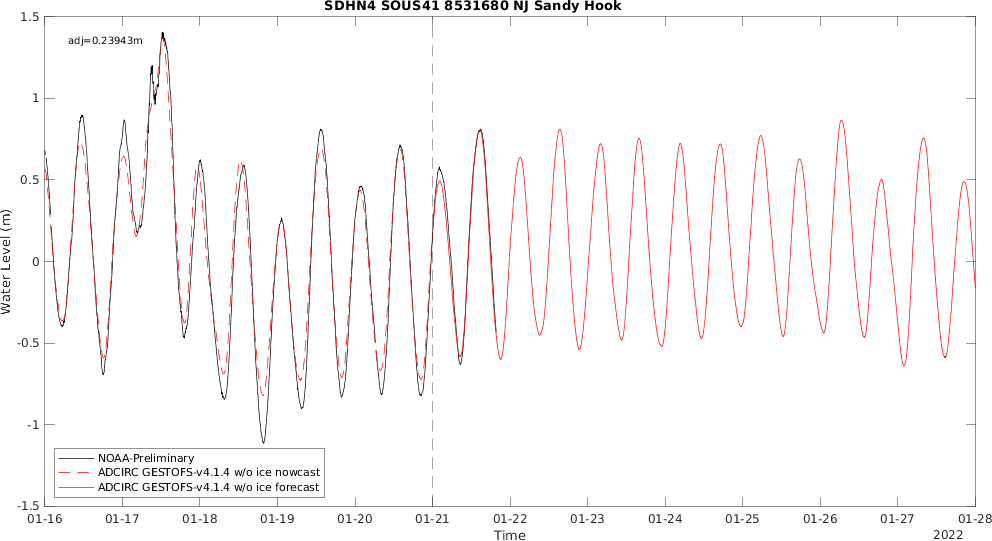 SDHN4 SOUS41 8531680 NJ Sandy Hook
adj=0.23943m
1.5
1
0.5
0
-0.5
-1
-1.5
Water Level (m)
NOAA-Preliminary
ADCIRC GESTOFS-v4.1.4 w/o ice nowcast
ADCIRC GESTOFS-v4.1.4 w/o ice forecast
01-16 01-17 01-18 01-19 01-20 01-21 01-22 01-23 01-24 01-25 01-26 01-27 01-28
Time
2022